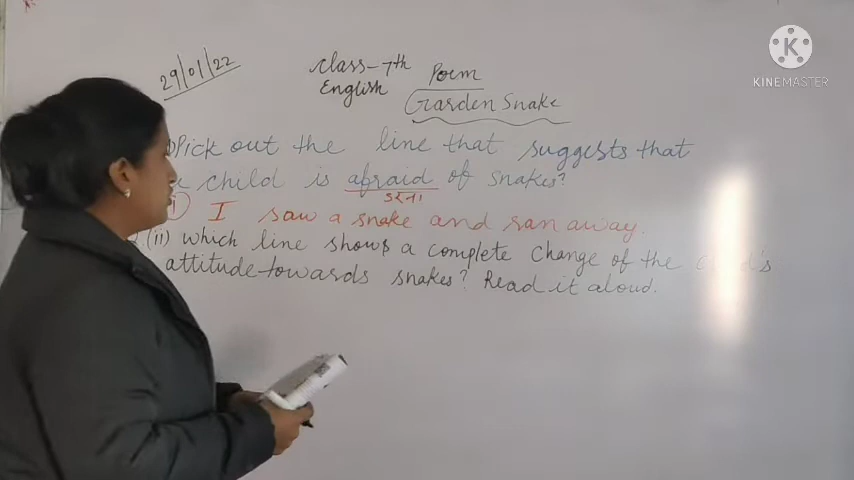 29/01/22
class-7th
English
Poem
Garden Snake
Pick out the line that suggests that
child is afraid of snakes?
डरना
I saw a snake and ran away.
(ii) which line shows a complete change of the child's
attitude towards snakes? Read it aloud.
KINEMASTER